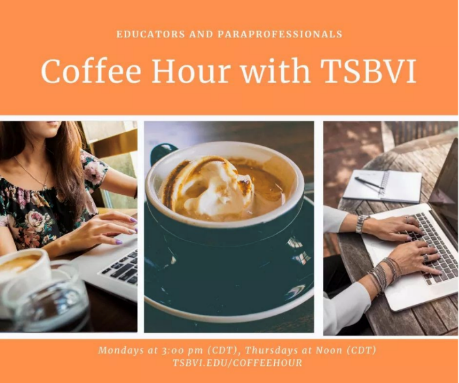 EDUCATORS AND PARAPROFESSIONALS
Coffee Hour with TSBVI
Mondays at 3:00 pm (CDT), Thursdays at Noon (CDT)
TSBVI.EDU/COFFEEHOUR